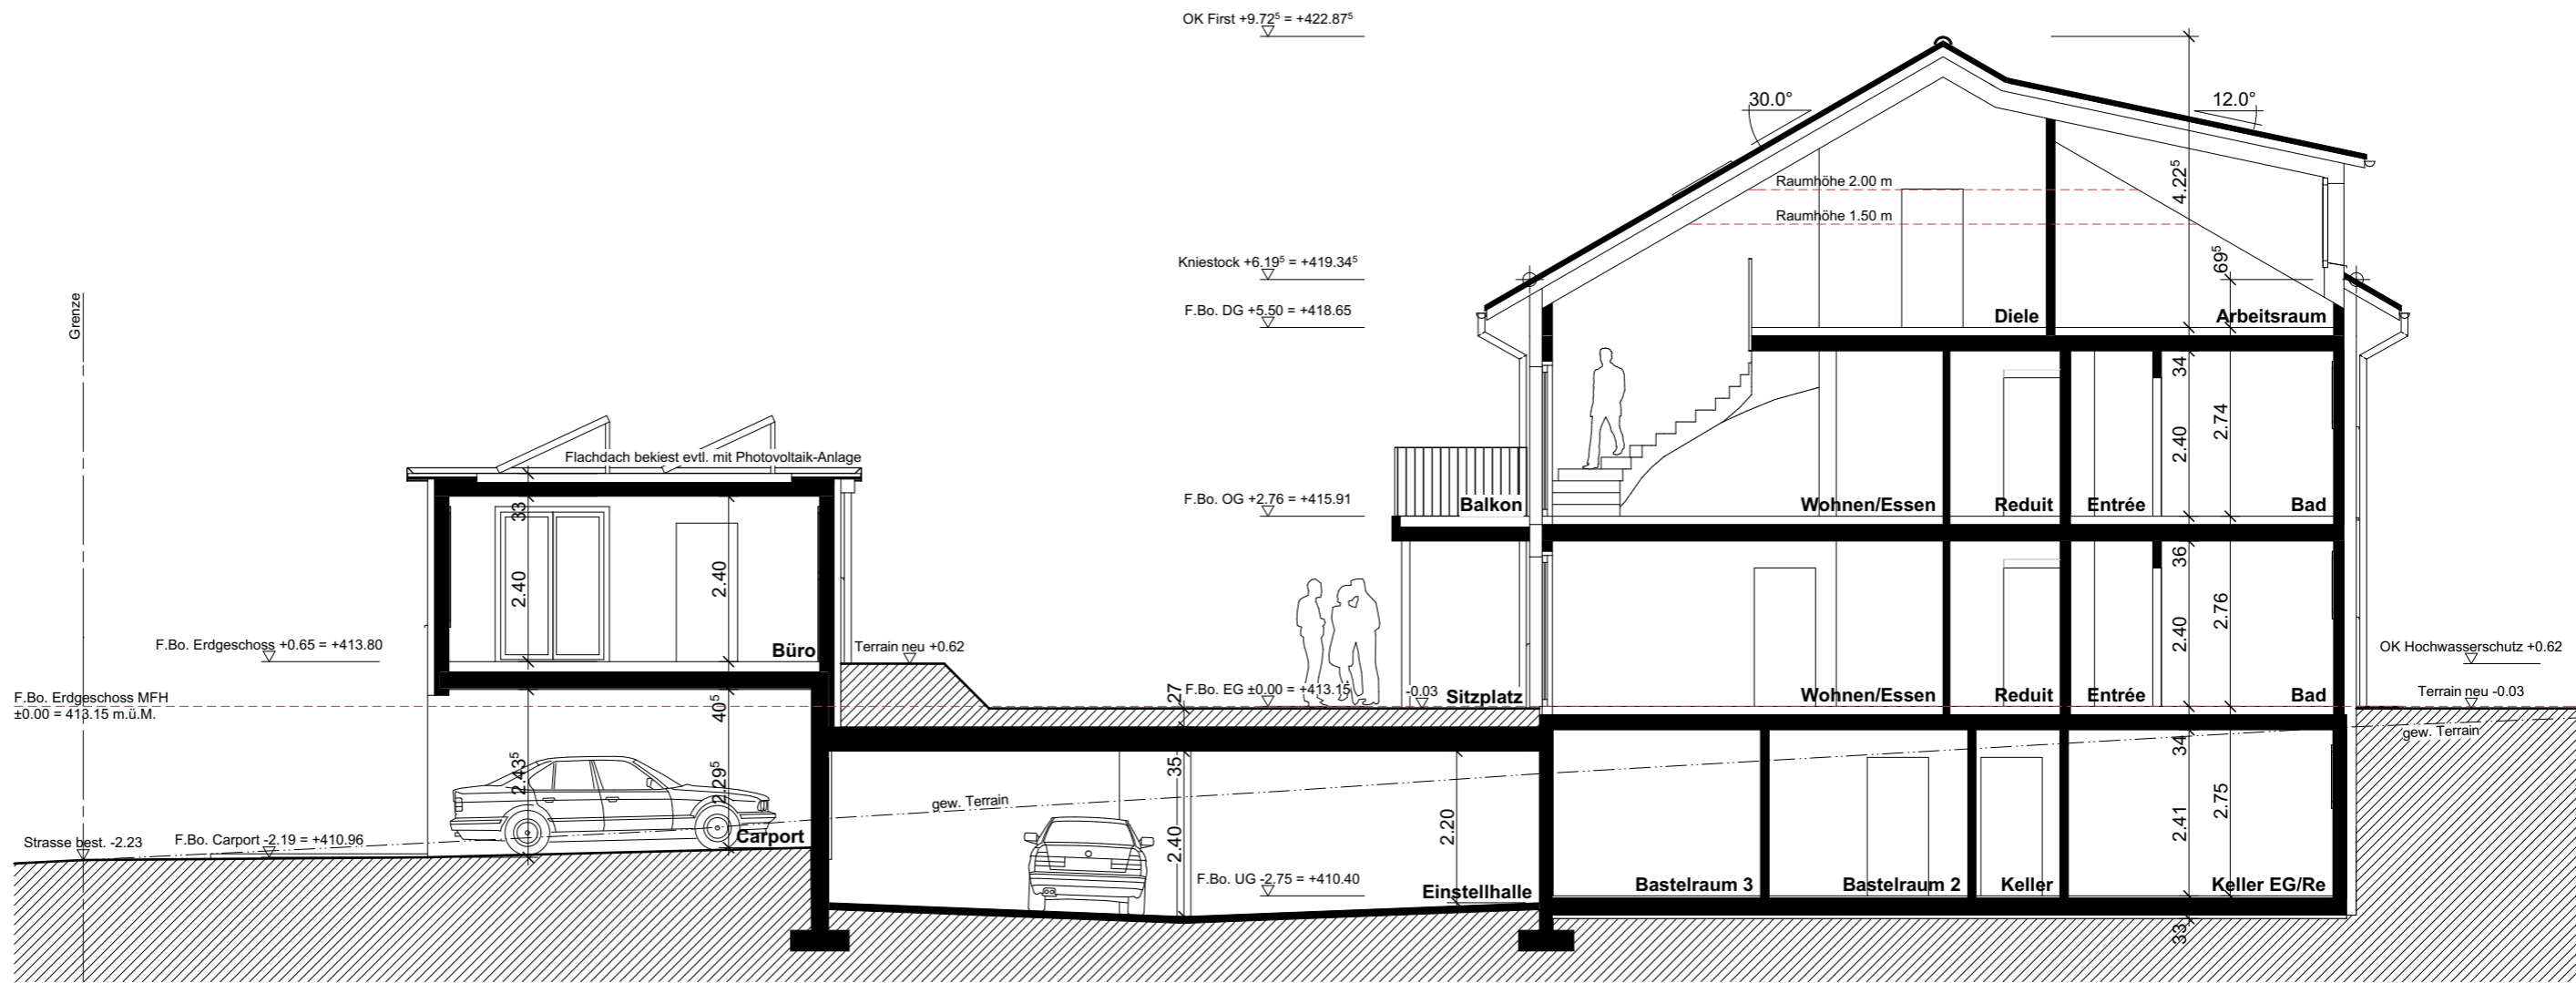 OK First +9.72⁵ = +422.87⁵
30.0°
12.0°
Raumhöhe 2.00 m
4.22⁵
Raumhöhe 1.50 m
Kniestock +6.19⁵ = +419.34⁵
69⁵
Grenze
F.Bo. DG +5.50 = +418.65
Diele
Arbeitsraum
34
2.74
2.40
Flachdach bekiest evtl. mit Photovoltaik-Anlage
F.Bo. OG +2.76 = +415.91
Balkon
Wohnen/Essen
Reduit
Entrée
Bad
33
2.40
2.40
36
2.76
2.40
F.Bo. Erdgeschoss +0.65 = +413.80
Büro
Terrain neu +0.62
OK Hochwasserschutz +0.62
F.Bo. Erdgeschoss MFH
±0.00 = 413.15 m.ü.M.
40⁵
27
F.Bo. EG ±0.00 = +413.15
-0.03
Sitzplatz
Wohnen/Essen
Reduit
Entrée
Bad
Terrain neu -0.03
gew. Terrain
2.43⁵
2.29⁵
35
34
gew. Terrain
2.75
2.40
2.20
2.41
Strasse best. -2.23
F.Bo. Carport -2.19 = +410.96
Carport
F.Bo. UG -2.75 = +410.40
Einstellhalle
Bastelraum 3
Bastelraum 2
Keller
Keller EG/Re
33